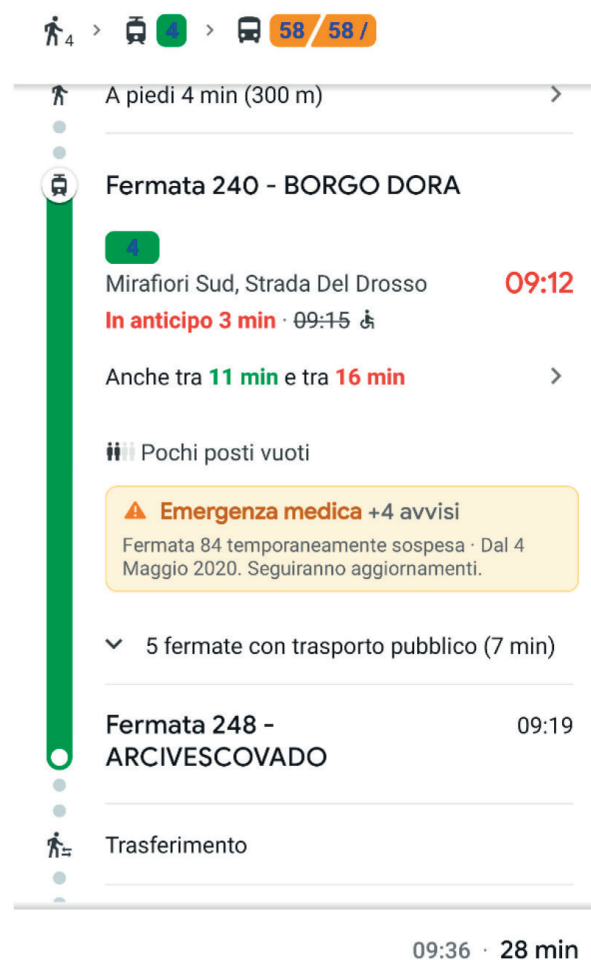 4 4 58 58 /
A piedi 4 min (300 m)
Fermata 240 - BORGO DORA
4
Mirafiori Sud, Strada Del Drosso 09:12
In anticipo 3 min · 09:15
Anche tra 11 min e tra 16 min
Pochi posti vuoti
Emergenza medica +4 avvisi
Fermata 84 temporaneamente sospesa · Dal 4
Maggio 2020. Seguiranno aggiornamenti.
5 fermate con trasporto pubblico (7 min)
Fermata 248 - 09:19
ARCIVESCOVADO
Trasferimento
09:36 · 28 min